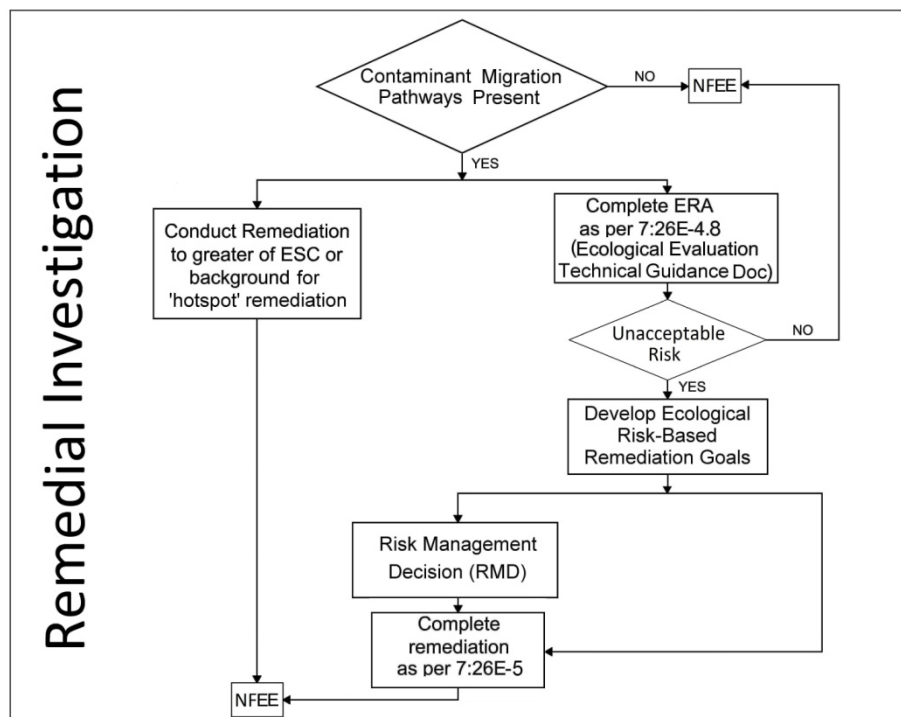 Remedial Investigation
Contaminant Migration
Pathways Present
NO
NFEE
YES
Conduct Remediation
to greater of ESC or
background for
'hotspot' remediation
Complete ERA
as per 7:26E-4.8
(Ecological Evaluation
Technical Guidance Doc)
Unacceptable
Risk
NO
YES
Develop Ecological
Risk-Based
Remediation Goals
Risk Management
Decision (RMD)
Complete
remediation
as per 7:26E-5
NFEE